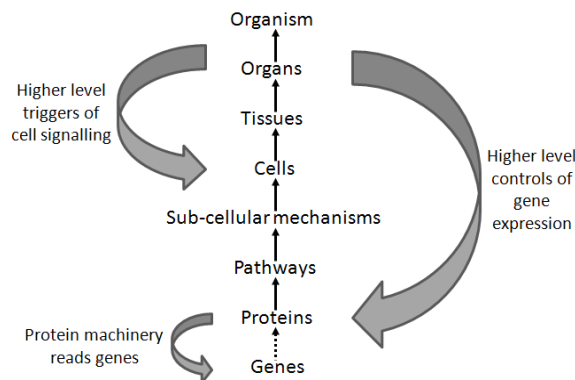 Organism
Organs
Tissues
Cells
Sub-cellular mechanisms
Pathways
Proteins
Genes
Higher level
triggers of
cell signalling
Higher level
controls of
gene
expression
Protein machinery
reads genes